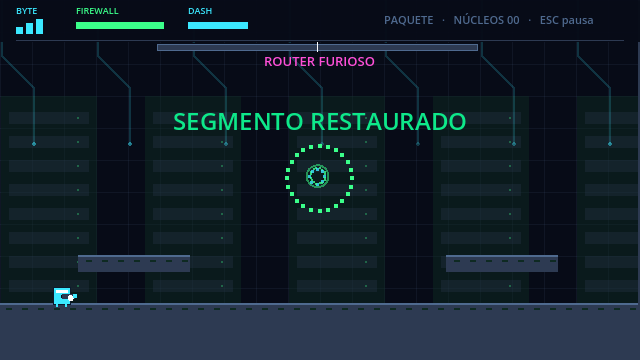 BYTE
FIREWALL
DASH
PAQUETE · NÚCLEOS 00 · ESC pausa
ROUTER FURIOSO
SEGMENTO RESTAURADO